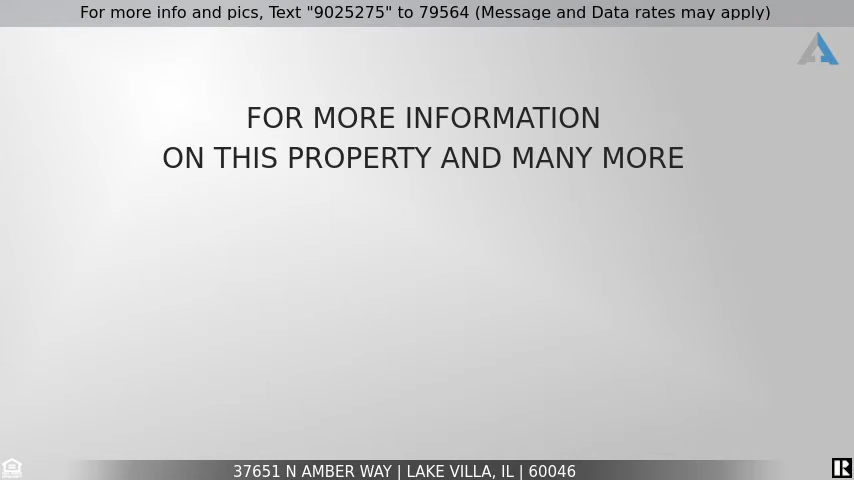 For more info and pics, Text "9025275" to 79564 (Message and Data rates may apply)
FOR MORE INFORMATION
ON THIS PROPERTY AND MANY MORE
37651 N AMBER WAY | LAKE VILLA, IL | 60046